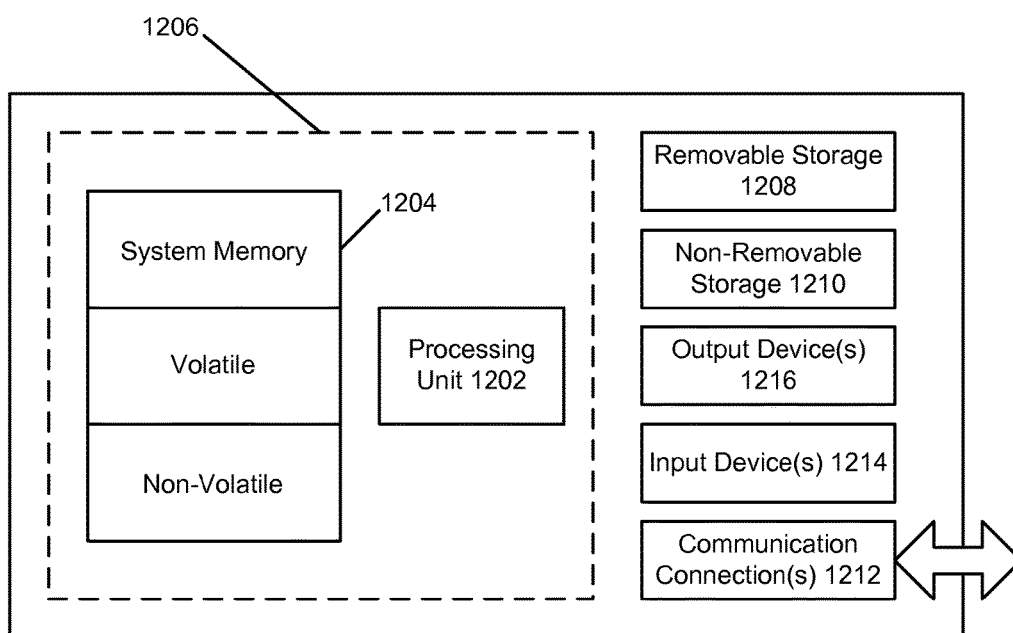 1206
1204
System Memory
Volatile
Non-Volatile
Processing
Unit 1202
Removable Storage
1208
Non-Removable
Storage 1210
Output Device(s)
1216
Input Device(s) 1214
Communication
Connection(s) 1212